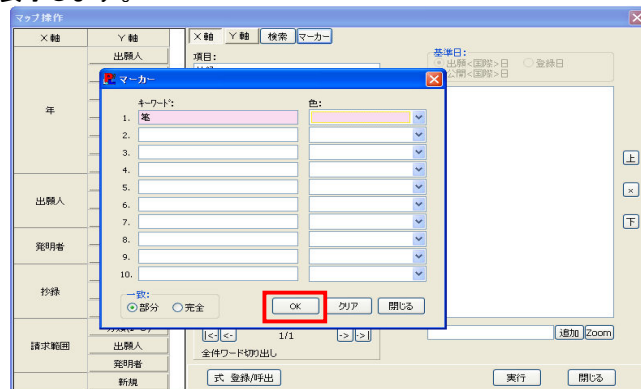 マップ操作
X軸 Y軸 X軸 Y軸 検索 マーカー
出願人 項目: 基準日:
出願<国際>日 登録日
公開<国際>日
マーカー
キーワード: 色:
1. 筆
2.
3.
4.
5.
6.
7.
8.
9.
10.
一致:
部分 完全 OK クリア 閉じる
年
出願人
発明者
抄録
請求範囲
上
×
下
出願人
発明者
新規
|<- <- 1/1 -> ->|
全件ワード切り出し
追加 Zoom
式 登録/呼出 実行 閉じる